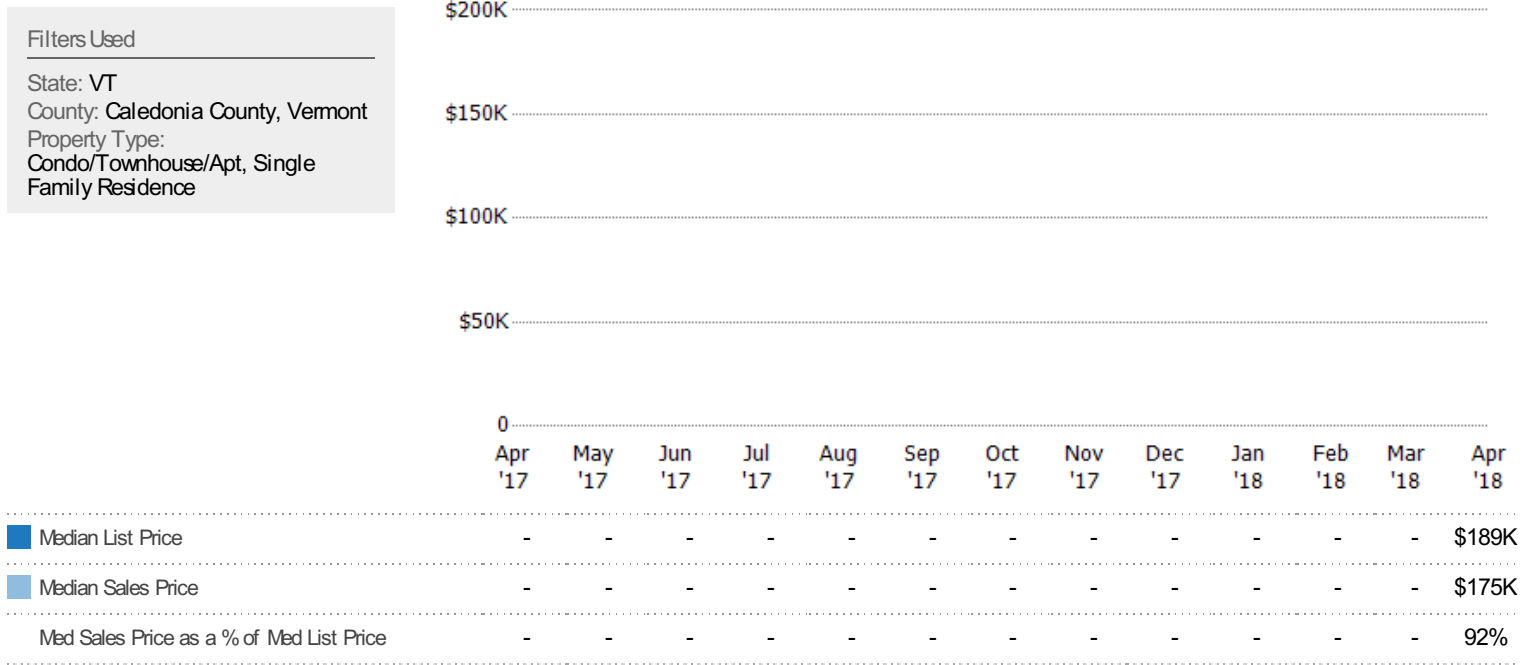 Filters Used
State: VT
County: Caledonia County, Vermont
Property Type:
Condo/Townhouse/Apt, Single
Family Residence
$200K
$150K
$100K
$50K
0
Apr May Jun Jul Aug Sep Oct Nov Dec Jan Feb Mar Apr
'17 '17 '17 '17 '17 '17 '17 '17 '17 '18 '18 '18 '18
Median List Price - - - - - - - - - - - - $189K
Median Sales Price - - - - - - - - - - - - $175K
Med Sales Price as a % of Med List Price - - - - - - - - - - - - 92%